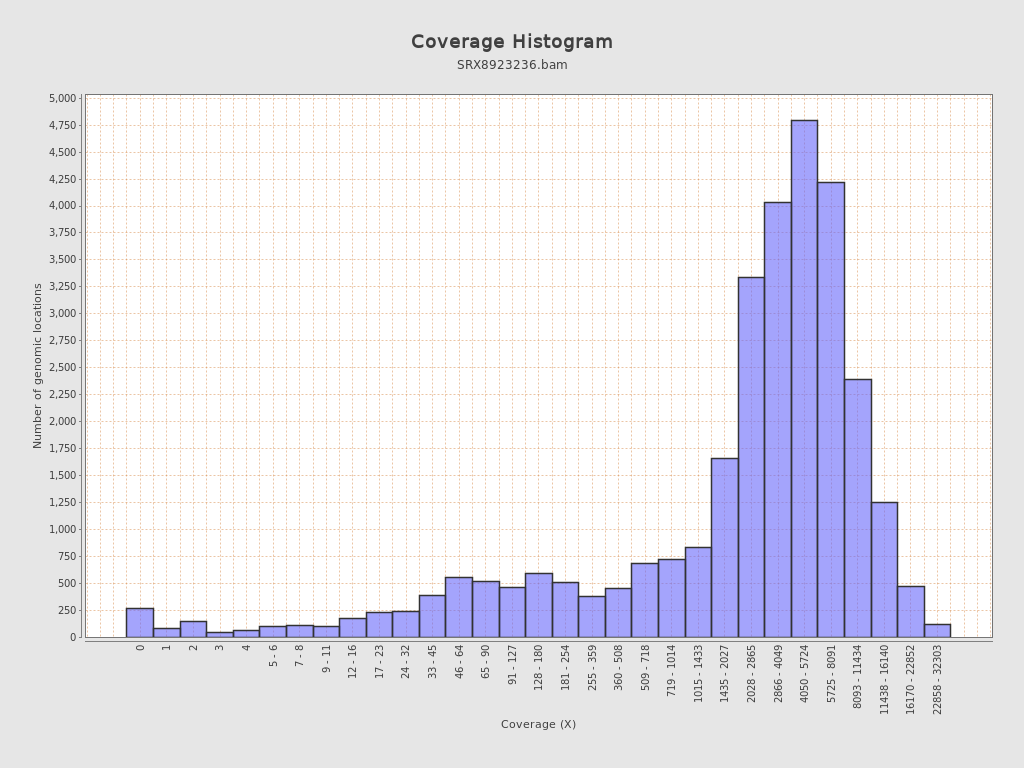 Coverage Histogram
SRX8923236.bam
5,000
4,750
4,500
4,250
4,000
3,750
3,500
3,250
3,000
2,750
2,500
2,250
2,000
1,750
1,500
1,250
1,000
750
500
250
0
Number of genomic locations
0
1
2
3
4
5 - 6
7 - 8
9 - 11
12 - 16
17 - 23
24 - 32
33 - 45
46 - 64
65 - 90
91 - 127
128 - 180
181 - 254
255 - 359
360 - 508
509 - 718
719 - 1014
1015 - 1433
1435 - 2027
2028 - 2865
2866 - 4049
4050 - 5724
5725 - 8091
8093 - 11434
11438 - 16140
16170 - 22852
22858 - 32303
Coverage (X)